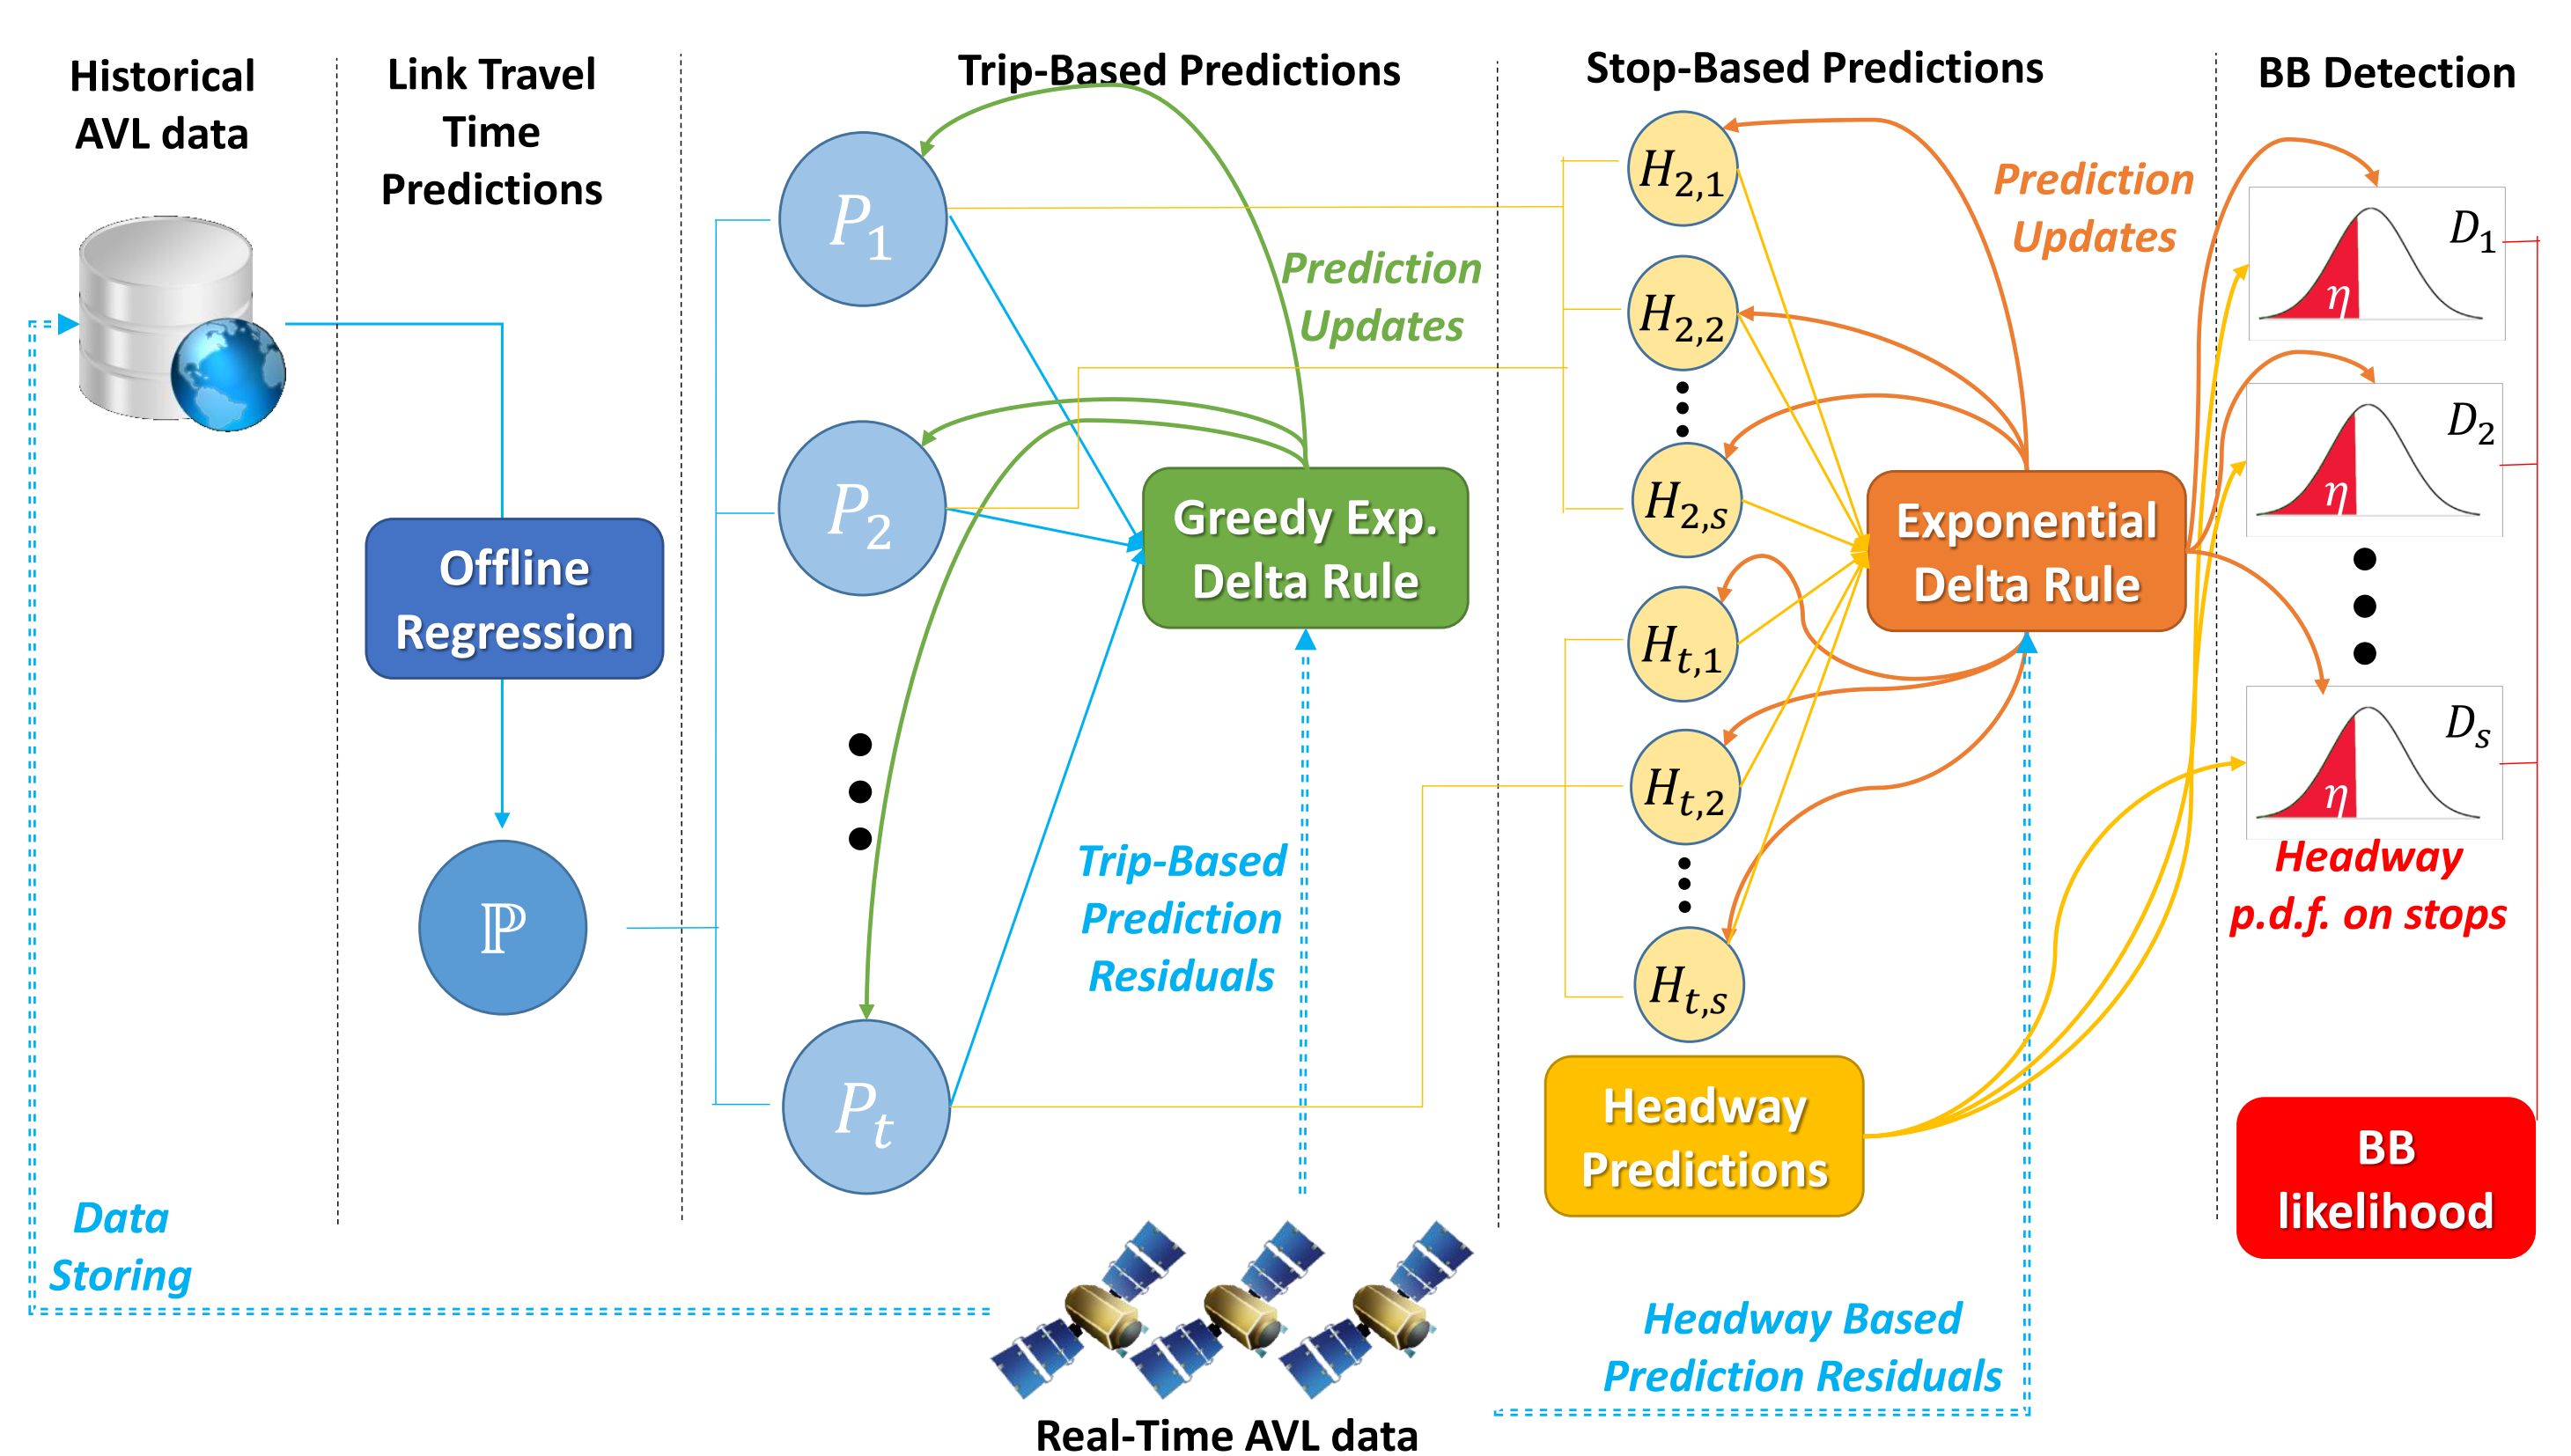 Historical
AVL data
Link Travel
Time
Predictions
Trip-Based Predictions
Stop-Based Predictions
BB Detection
Offline
Regression
ℙ
P₁
P₂
Pₜ
Prediction
Updates
Greedy Exp.
Delta Rule
Trip-Based
Prediction
Residuals
H₂,₁
H₂,₂
H₂,ₛ
Hₜ,₁
Hₜ,₂
Hₜ,ₛ
Prediction
Updates
Exponential
Delta Rule
Headway
Predictions
D₁
η
D₂
η
Dₛ
η
Headway
p.d.f. on stops
BB
likelihood
Data
Storing
Headway Based
Prediction Residuals
Real-Time AVL data